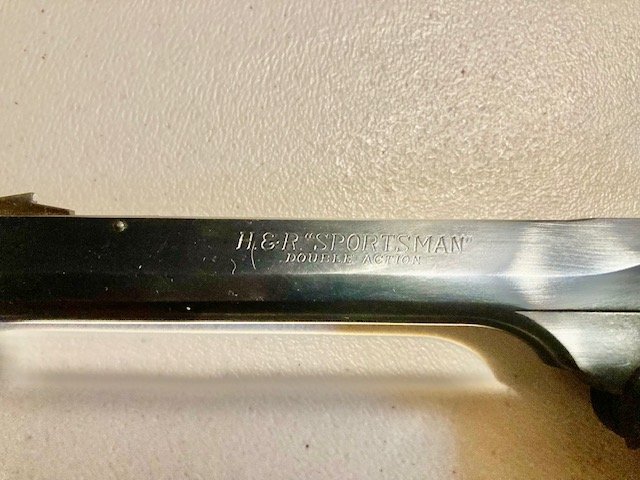 H.&R. "SPORTSMAN"
DOUBLE ACTION